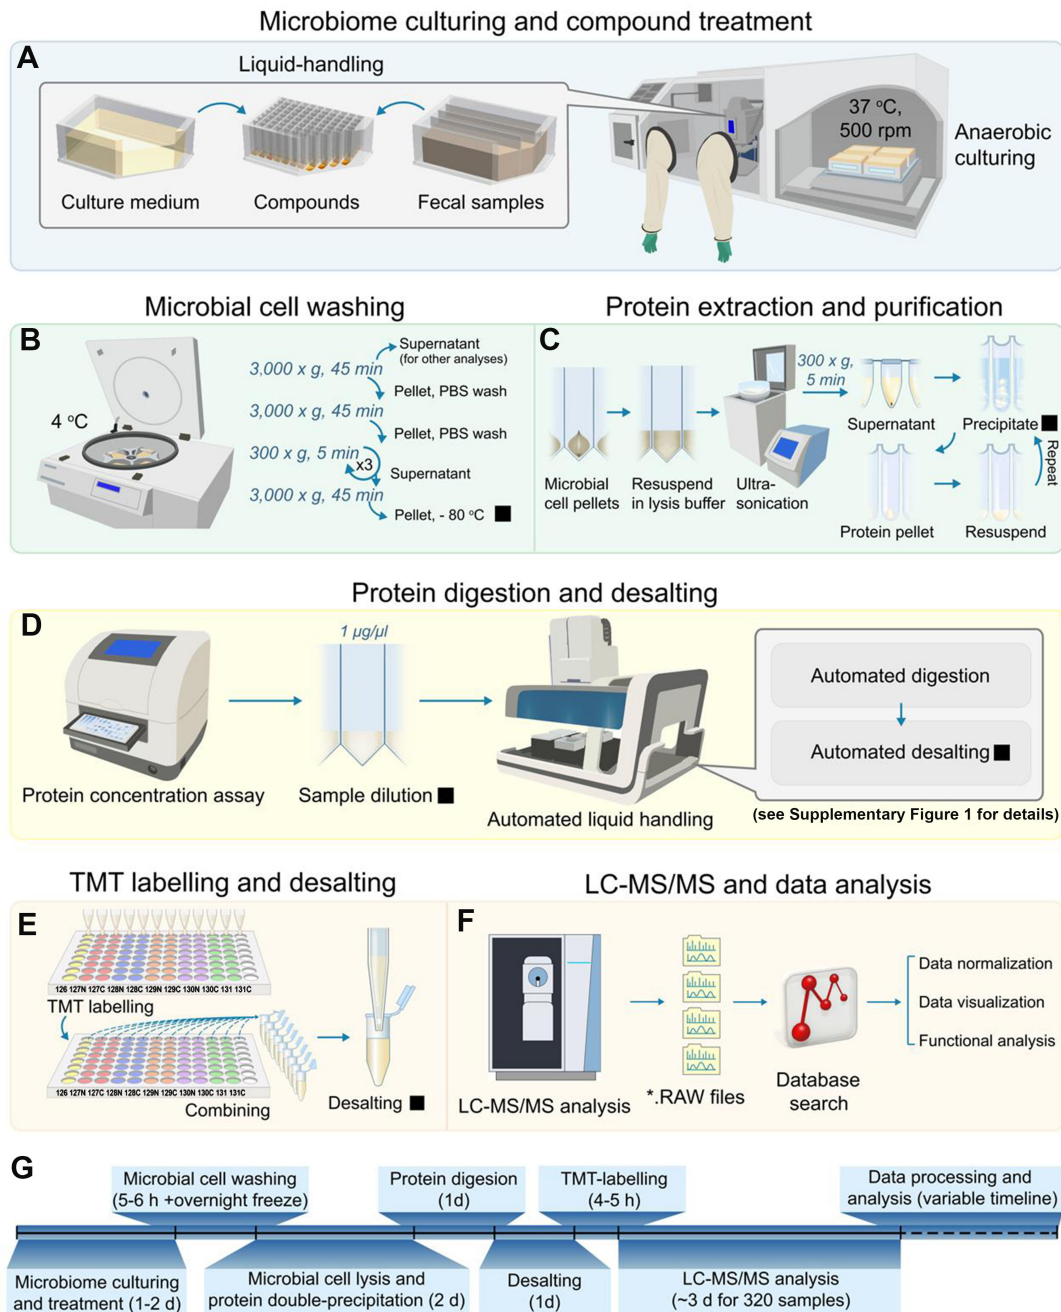 Microbiome culturing and compound treatment
A
Liquid-handling
Culture medium
Compounds
Fecal samples
37 °C,
500 rpm
Anaerobic
culturing
Microbial cell washing
B
4 °C
3,000 x g, 45 min
Supernatant
(for other analyses)
Pellet, PBS wash
3,000 x g, 45 min
Pellet, PBS wash
300 g, 5 min
x3
Supernatant
3,000 x g, 45 min
Pellet, - 80 °C
Protein extraction and purification
C
Microbial
cell pellets
Resuspend
in lysis buffer
Ultra-
sonication
300 x g,
5 min
Supernatant
Precipitate
Protein pellet
Resuspend
Repeat
Protein digestion and desalting
D
Protein concentration assay
1 µg/µl
Sample dilution
Automated liquid handling
Automated digestion
Automated desalting
(see Supplementary Figure 1 for details)
TMT labelling and desalting
E
126 127N 127C 128N 128C 129N 129C 130N 130C 131 131C
TMT labelling
126 127N 127C 128N 128C 129N 129C 130N 130C 131 131C
Combining
Desalting
LC-MS/MS and data analysis
F
LC-MS/MS analysis
*.RAW files
Database
search
Data normalization
Data visualization
Functional analysis
G
Microbial cell washing
(5-6 h +overnight freeze)
Protein digesion
(1d)
TMT-labelling
(4-5 h)
Data processing and
analysis (variable timeline)
Microbiome culturing
and treatment (1-2 d)
Microbial cell lysis and
protein double-precipitation (2 d)
Desalting
(1d)
LC-MS/MS analysis
(~3 d for 320 samples)